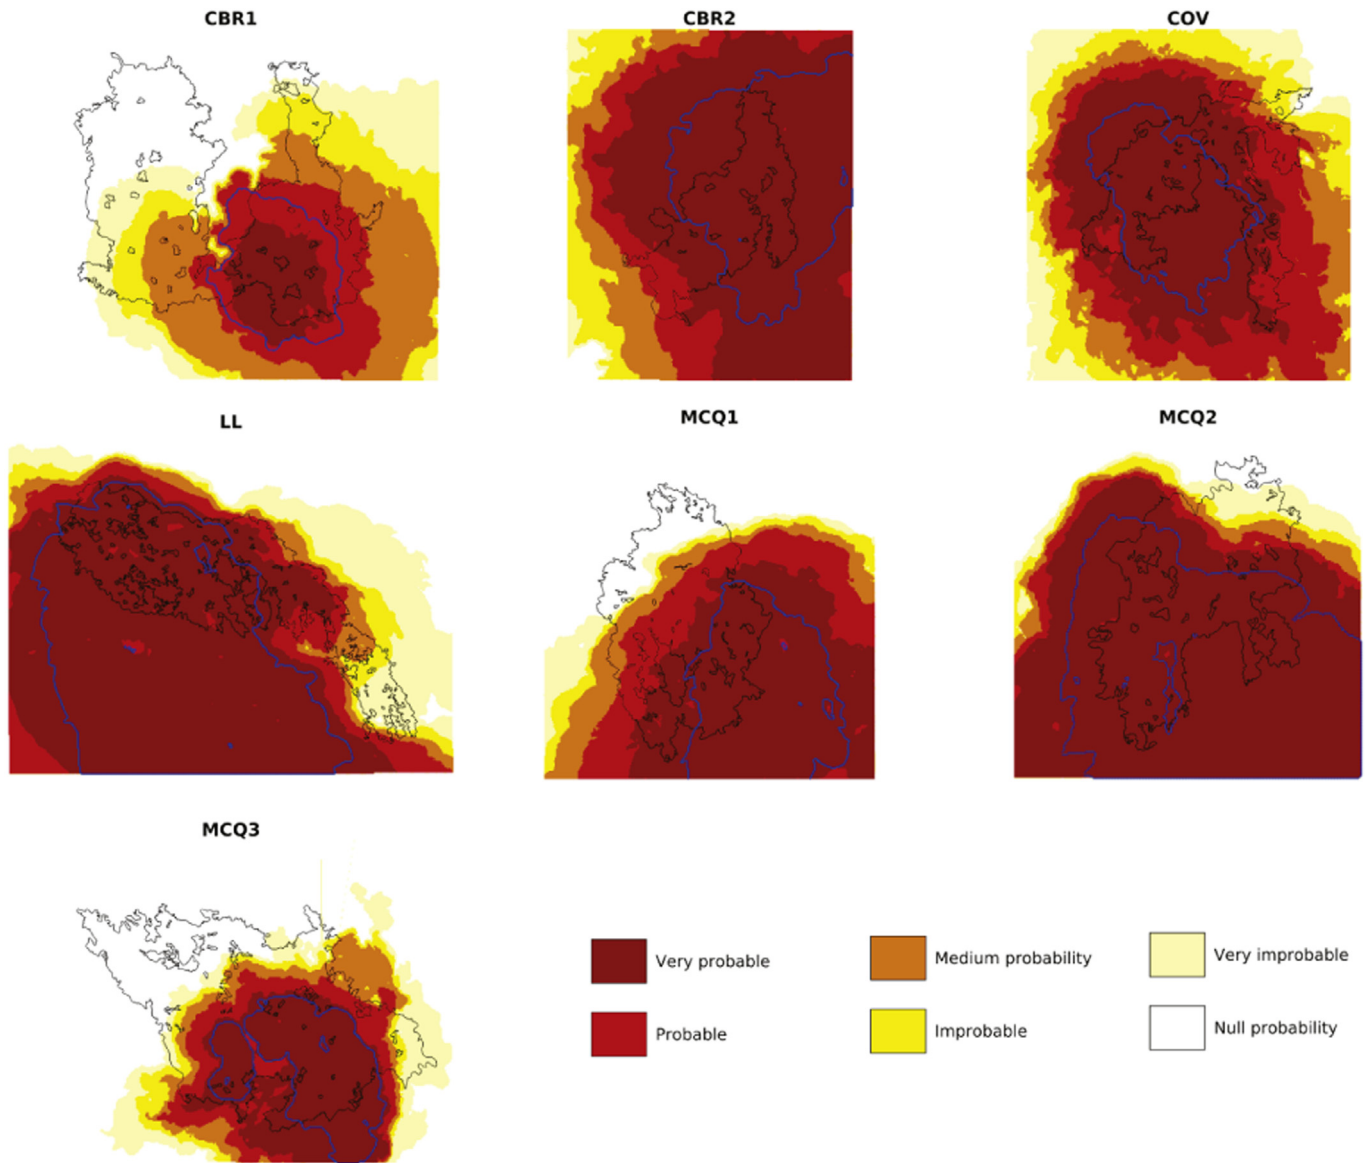 CBR1
CBR2
COV
LL
MCQ1
MCQ2
MCQ3
Very probable
Medium probability
Very improbable
Probable
Improbable
Null probability